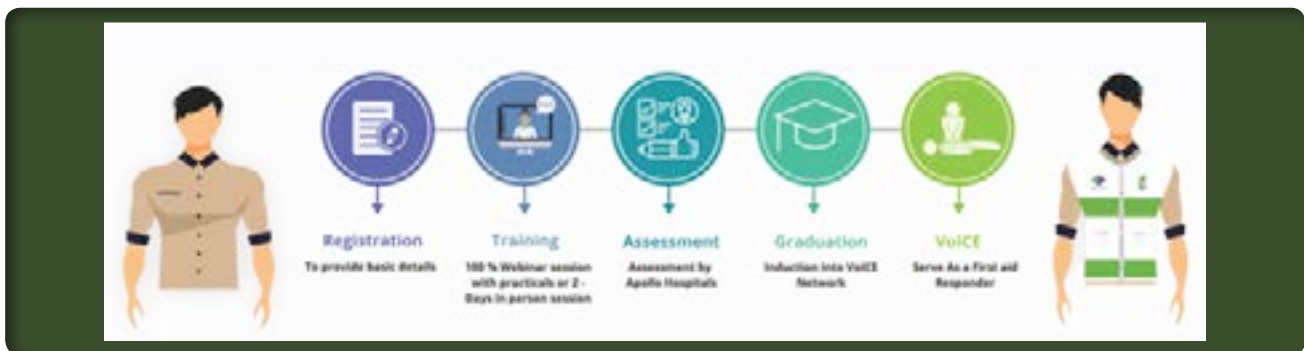 Registration
To provide basic details
Training
100 % Webinar session
with practicals or 2 -
Days in person session
Assessment
Assessment by
Apollo Hospitals
Graduation
Induction into VoICE
Network
VoICE
Serve As a First aid
Responder